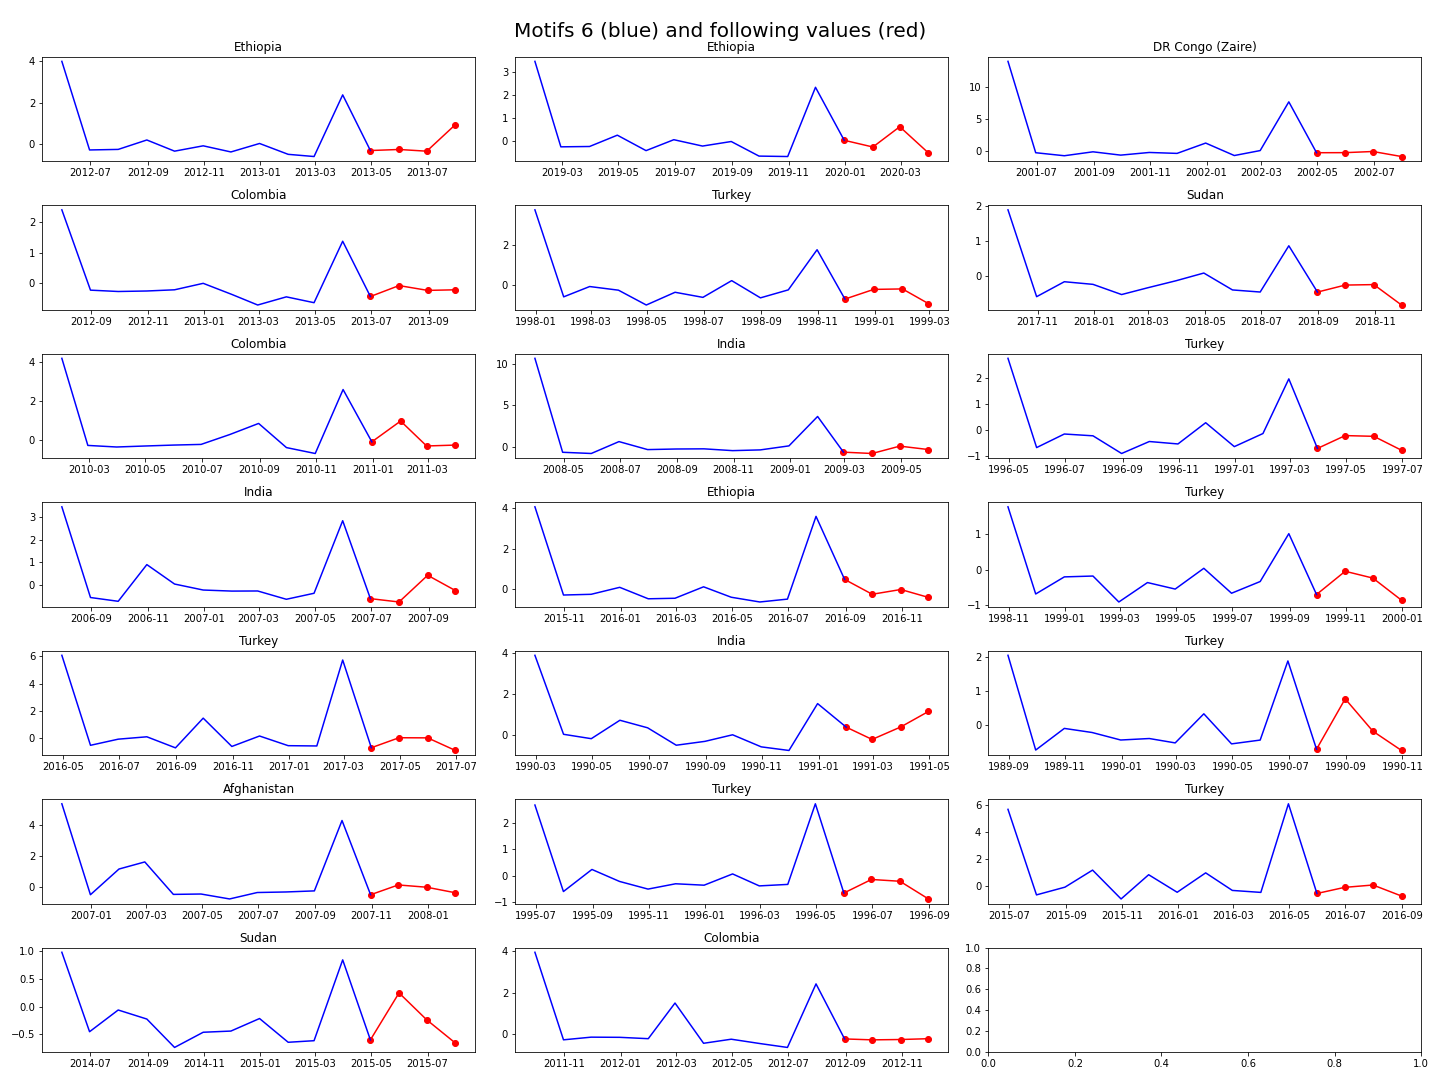 Motifs 6 (blue) and following values (red)
Ethiopia Ethiopia DR Congo (Zaire)
4 2 0
3 2 1 0
10 5 0
2012-07 2012-09 2012-11 2013-01 2013-03 2013-05 2013-07
2019-03 2019-05 2019-07 2019-09 2019-11 2020-01 2020-03
2001-07 2001-09 2001-11 2002-01 2002-03 2002-05 2002-07
Colombia Turkey Sudan
2 1 0
2 0
2 1 0
2012-09 2012-11 2013-01 2013-03 2013-05 2013-07 2013-09
1998-01 1998-03 1998-05 1998-07 1998-09 1998-11 1999-01 1999-03
2017-11 2018-01 2018-03 2018-05 2018-07 2018-09 2018-11
Colombia India Turkey
4 2 0
10 5 0
2 1 0 −1
2010-03 2010-05 2010-07 2010-09 2010-11 2011-01 2011-03
2008-05 2008-07 2008-09 2008-11 2009-01 2009-03 2009-05
1996-05 1996-07 1996-09 1996-11 1997-01 1997-03 1997-05 1997-07
India Ethiopia Turkey
3 2 1 0
4 2 0
1 0 −1
2006-09 2006-11 2007-01 2007-03 2007-05 2007-07 2007-09
2015-11 2016-01 2016-03 2016-05 2016-07 2016-09 2016-11
1998-11 1999-01 1999-03 1999-05 1999-07 1999-09 1999-11 2000-01
Turkey India Turkey
6 4 2 0
4 2 0
2 1 0
2016-05 2016-07 2016-09 2016-11 2017-01 2017-03 2017-05 2017-07
1990-03 1990-05 1990-07 1990-09 1990-11 1991-01 1991-03 1991-05
1989-09 1989-11 1990-01 1990-03 1990-05 1990-07 1990-09 1990-11
Afghanistan Turkey Turkey
4 2 0
2 1 0 −1
6 4 2 0
2007-01 2007-03 2007-05 2007-07 2007-09 2007-11 2008-01
1995-07 1995-09 1995-11 1996-01 1996-03 1996-05 1996-07 1996-09
2015-07 2015-09 2015-11 2016-01 2016-03 2016-05 2016-07 2016-09
Sudan Colombia
1.0 0.5 0.0 −0.5
4 2 0
1.0 0.8 0.6 0.4 0.2 0.0
2014-07 2014-09 2014-11 2015-01 2015-03 2015-05 2015-07
2011-11 2012-01 2012-03 2012-05 2012-07 2012-09 2012-11
0.0 0.2 0.4 0.6 0.8 1.0